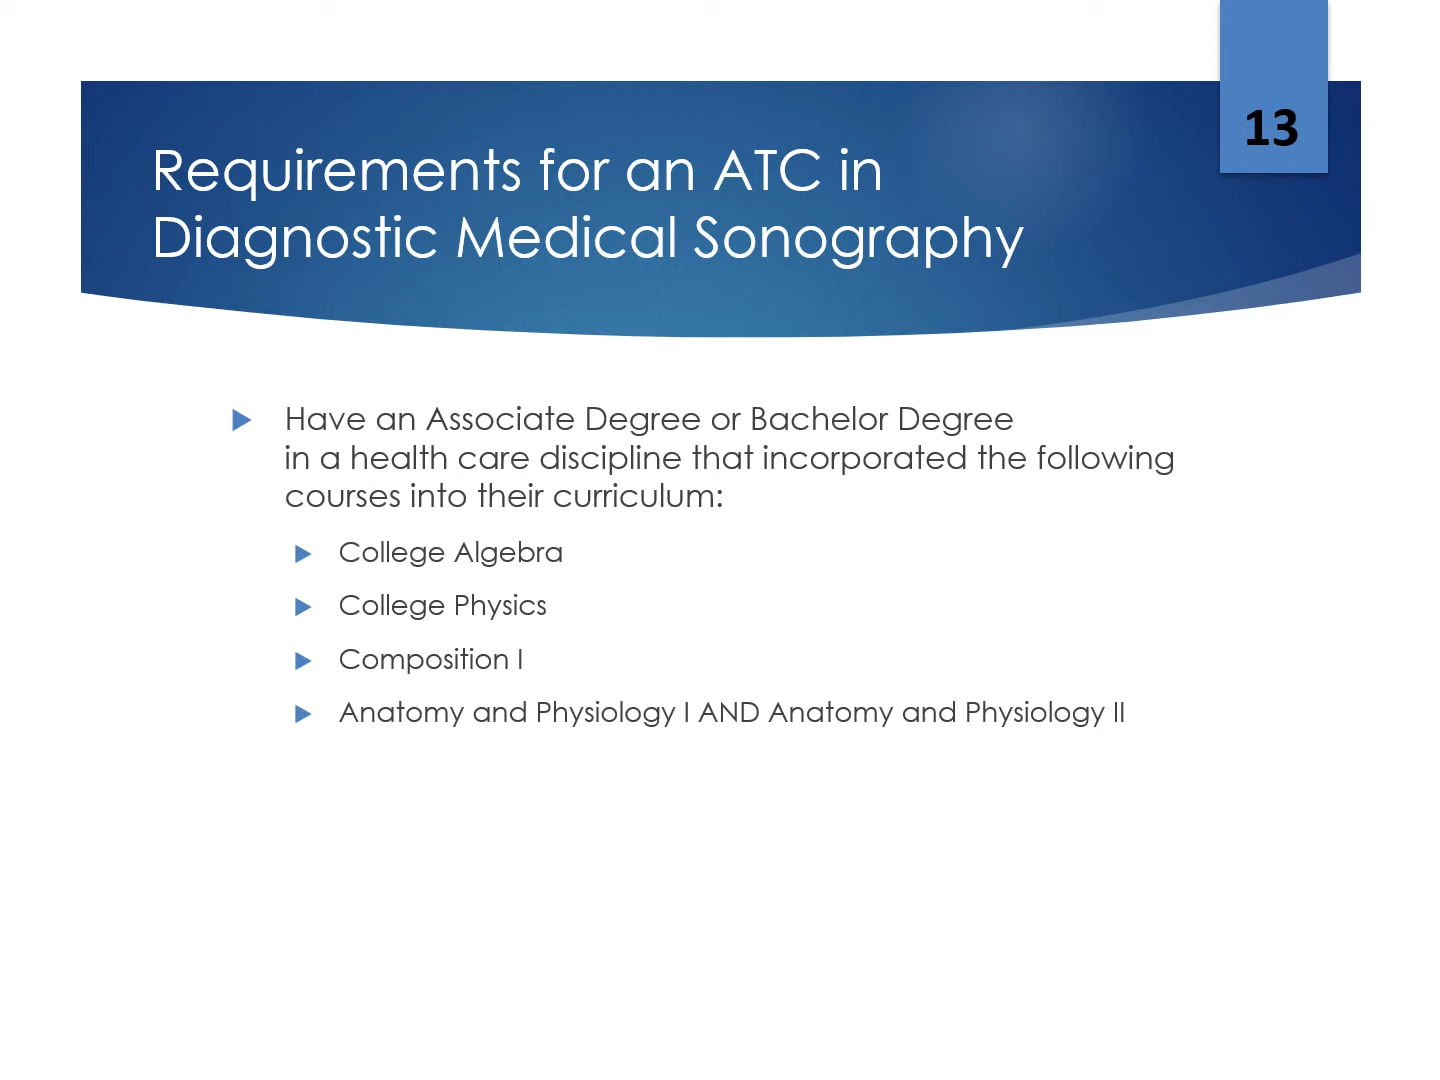 13
Requirements for an ATC in
Diagnostic Medical Sonography
Have an Associate Degree or Bachelor Degree
in a health care discipline that incorporated the following
courses into their curriculum:
College Algebra
College Physics
Composition I
Anatomy and Physiology I AND Anatomy and Physiology II